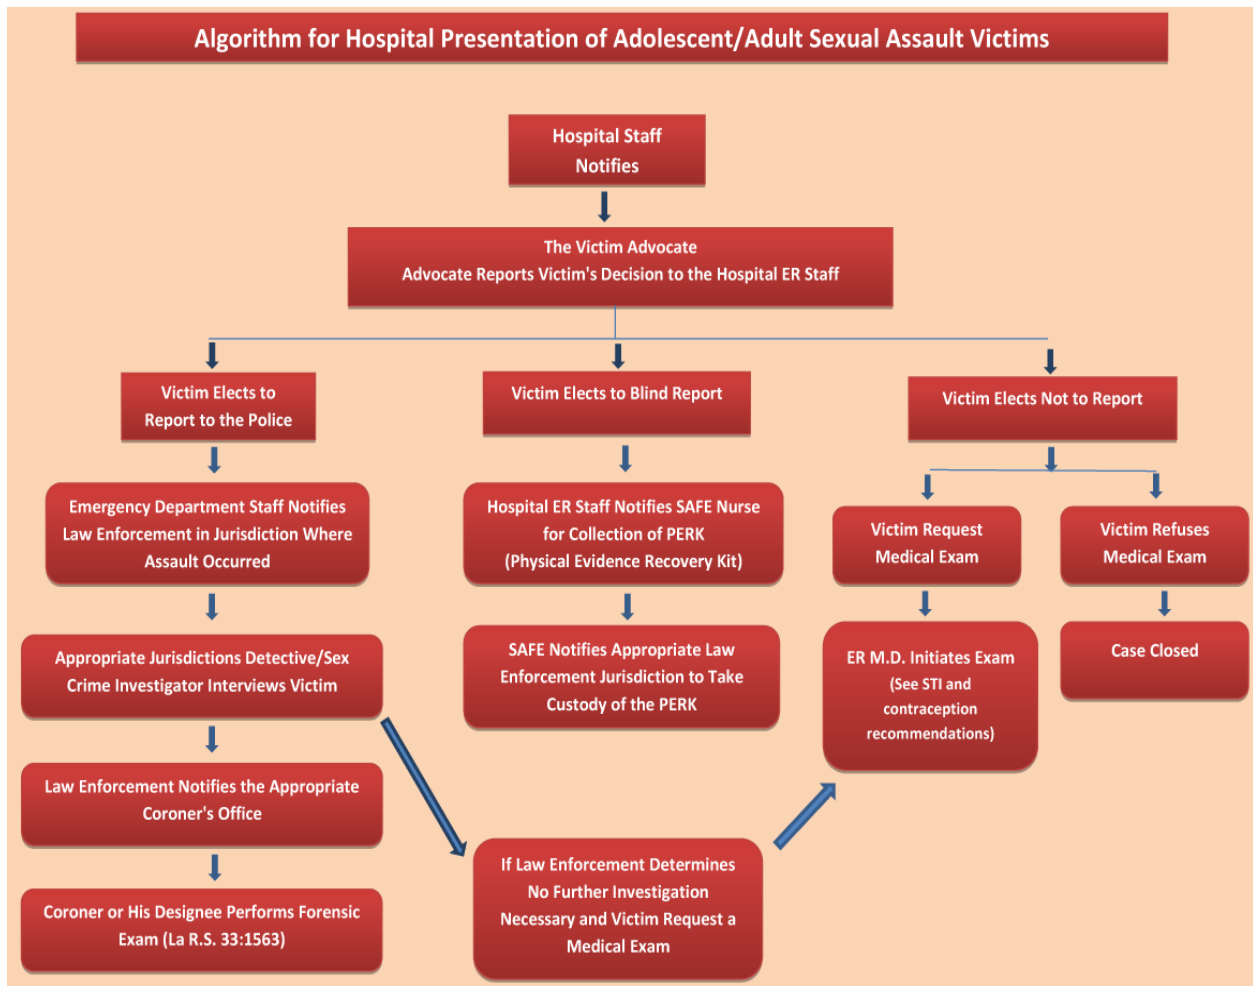 Algorithm for Hospital Presentation of Adolescent/Adult Sexual Assault Victims
Hospital Staff
Notifies
The Victim Advocate
Advocate Reports Victim's Decision to the Hospital ER Staff
Victim Elects to
Report to the Police
Victim Elects to Blind Report
Victim Elects Not to Report
Emergency Department Staff Notifies
Law Enforcement in Jurisdiction Where
Assault Occurred
Hospital ER Staff Notifies SAFE Nurse
for Collection of PERK
(Physical Evidence Recovery Kit)
Victim Request
Medical Exam
Victim Refuses
Medical Exam
Appropriate Jurisdictions Detective/Sex
Crime Investigator Interviews Victim
SAFE Notifies Appropriate Law
Enforcement Jurisdiction to Take
Custody of the PERK
ER M.D. Initiates Exam
(See STI and
contraception
recommendations)
Case Closed
Law Enforcement Notifies the Appropriate
Coroner's Office
Coroner or His Designee Performs Forensic
Exam (La R.S. 33:1563)
If Law Enforcement Determines
No Further Investigation
Necessary and Victim Request a
Medical Exam